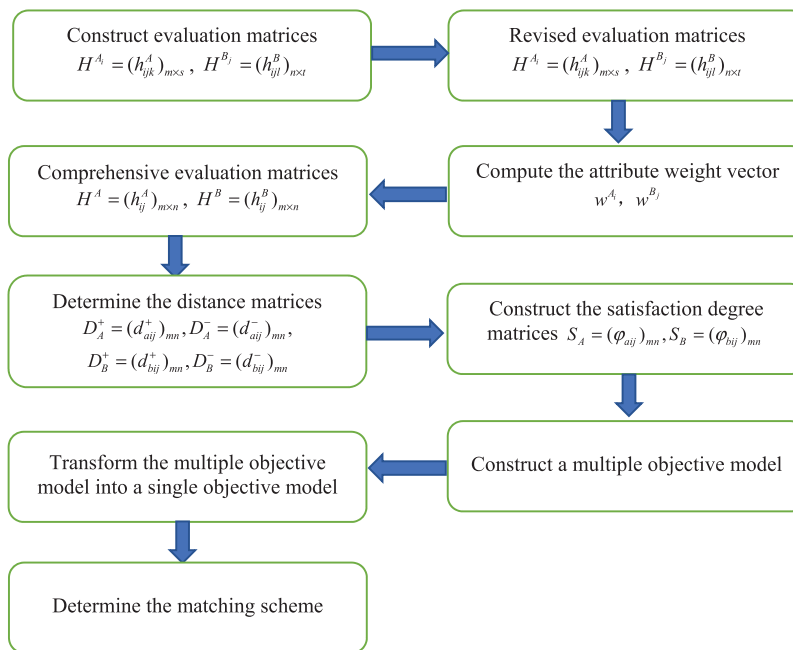 Construct evaluation matrices
H^{A_i} = (h_{ijk}^A)_{m×s} , H^{B_j} = (h_{ijl}^B)_{n×t}
Revised evaluation matrices
H^{A_i} = (h_{ijk}^A)_{m×s} , H^{B_j} = (h_{ijl}^B)_{n×t}
Compute the attribute weight vector
w^{A_i}, w^{B_j}
Comprehensive evaluation matrices
H^A = (h_{ij}^A)_{m×n} , H^B = (h_{ij}^B)_{m×n}
Determine the distance matrices
D_A^+ = (d_{aij}^+)_{mn}, D_A^- = (d_{aij}^-)_{mn},
D_B^+ = (d_{bij}^+)_{mn}, D_B^- = (d_{bij}^-)_{mn}
Construct the satisfaction degree
matrices S_A = (φ_{aij})_{mn}, S_B = (φ_{bij})_{mn}
Construct a multiple objective model
Transform the multiple objective
model into a single objective model
Determine the matching scheme